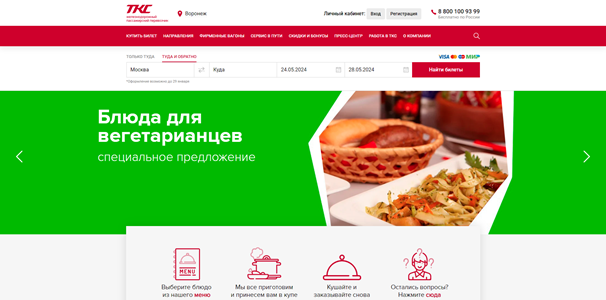 ТКС
железнодорожный
пассажирский перевозчик
Воронеж
Личный кабинет:
Вход
Регистрация
8 800 100 93 99
Бесплатно по России
КУПИТЬ БИЛЕТ НАПРАВЛЕНИЯ ФИРМЕННЫЕ ВАГОНЫ СЕРВИС В ПУТИ СКИДКИ И БОНУСЫ ПРЕСС-ЦЕНТР РАБОТА В ТКС О КОМПАНИИ
ТОЛЬКО ТУДА ТУДА И ОБРАТНО
VISA МИР
Москва Куда 24.05.2024 28.05.2024 Найти билеты
Блюда для
вегетарианцев
специальное предложение
MENU
Выберите блюдо
из нашего меню
Мы все приготовим
и принесем вам в купе
Кушайте и
заказывайте снова
Остались вопросы?
Нажмите сюда